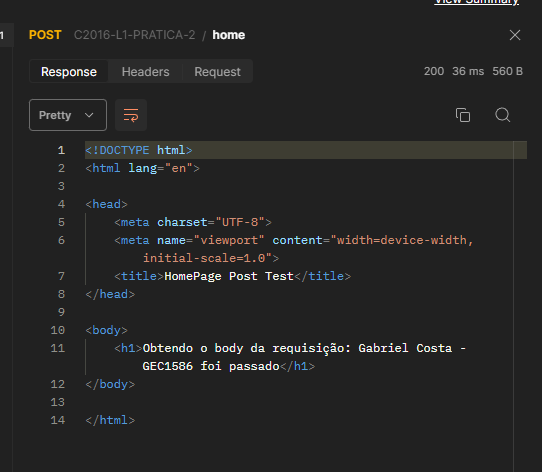 View Summary
1
POST C2016-L1-PRATICA-2 / home
Response Headers Request 200 36 ms 560 B
Pretty
1 <!DOCTYPE html>
2 <html lang="en">
3
4 <head>
5 <meta charset="UTF-8">
6 <meta name="viewport" content="width=device-width,
initial-scale=1.0">
7 <title>HomePage Post Test</title>
8 </head>
9
10 <body>
11 <h1>Obtendo o body da requisição: Gabriel Costa -
GEC1586 foi passado</h1>
12 </body>
13
14 </html>